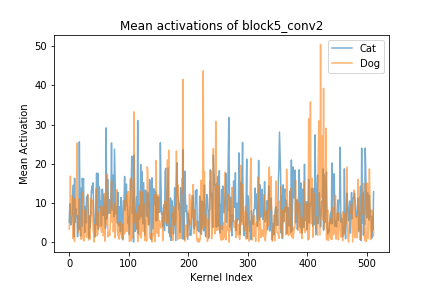 Mean activations of block5_conv2
Cat
Dog
Mean Activation
50
40
30
20
10
0
0
100
200
300
400
500
Kernel Index